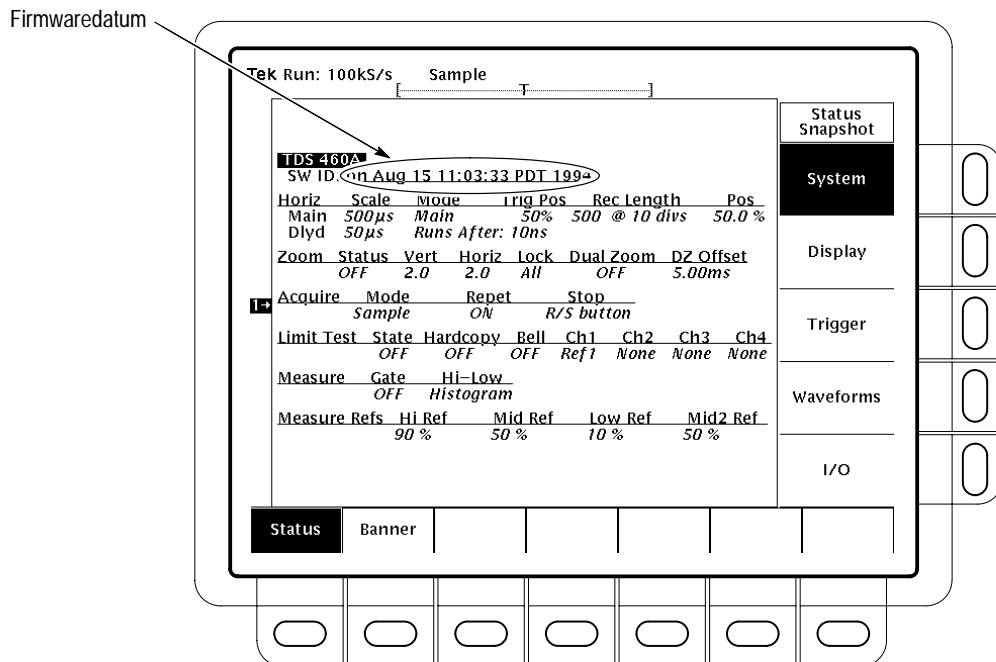 Firmwaredatum
Tek Run: 100kS/s Sample
[ T ]
Status
Snapshot
TDS 460A
SW ID: on Aug 15 11:03:33 PDT 1994
System
Horiz Scale Mode Trig Pos Rec Length Pos
Main 500µs Main 50% 500 @ 10 divs 50.0 %
Dlyd 50µs Runs After: 10ns
Zoom Status Vert Horiz Lock Dual Zoom DZ Offset
OFF 2.0 2.0 All OFF 5.00ms
Display
1→
Acquire Mode Repet Stop
Sample ON R/S button
Trigger
Limit Test State Hardcopy Bell Ch1 Ch2 Ch3 Ch4
OFF OFF OFF Ref1 None None None
Measure Gate Hi–Low
OFF Histogram
Waveforms
Measure Refs Hi Ref Mid Ref Low Ref Mid2 Ref
90 % 50 % 10 % 50 %
I/O
Status Banner